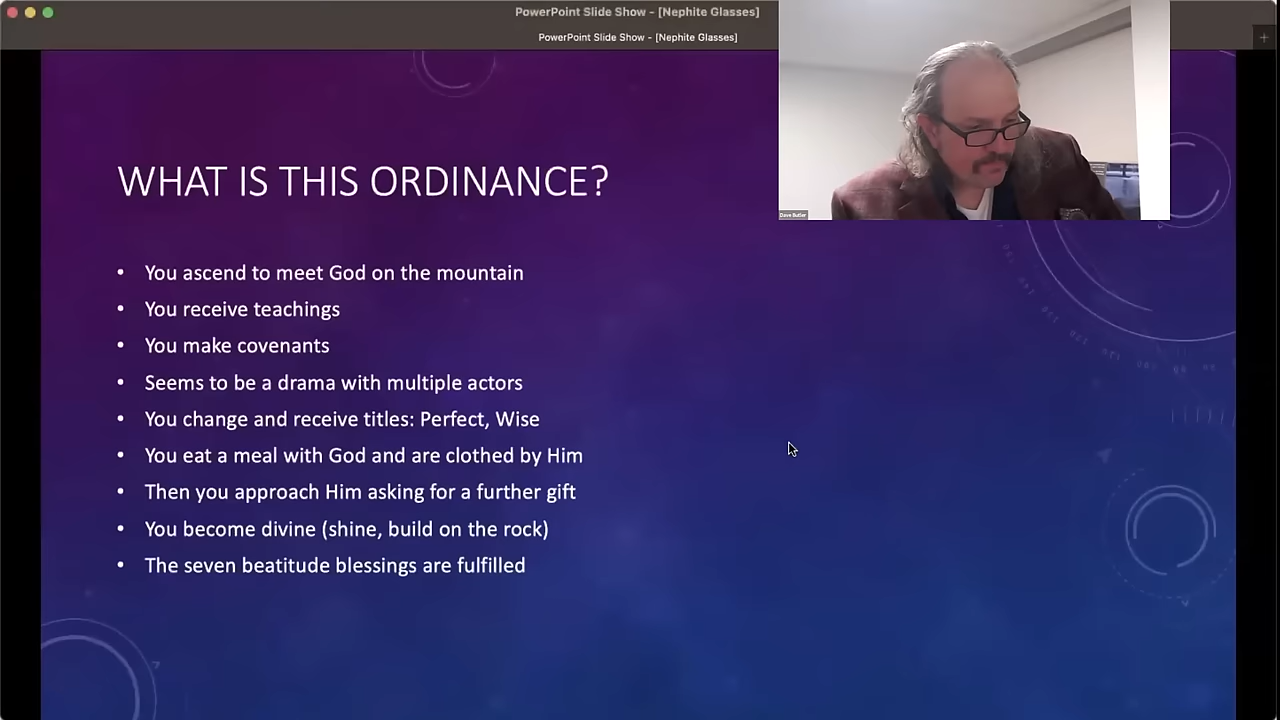 PowerPoint Slide Show - [Nephite Glasses]
PowerPoint Slide Show - [Nephite Glasses]
+
Dave Butler
WHAT IS THIS ORDINANCE?
• You ascend to meet God on the mountain
• You receive teachings
• You make covenants
• Seems to be a drama with multiple actors
• You change and receive titles: Perfect, Wise
• You eat a meal with God and are clothed by Him
• Then you approach Him asking for a further gift
• You become divine (shine, build on the rock)
• The seven beatitude blessings are fulfilled